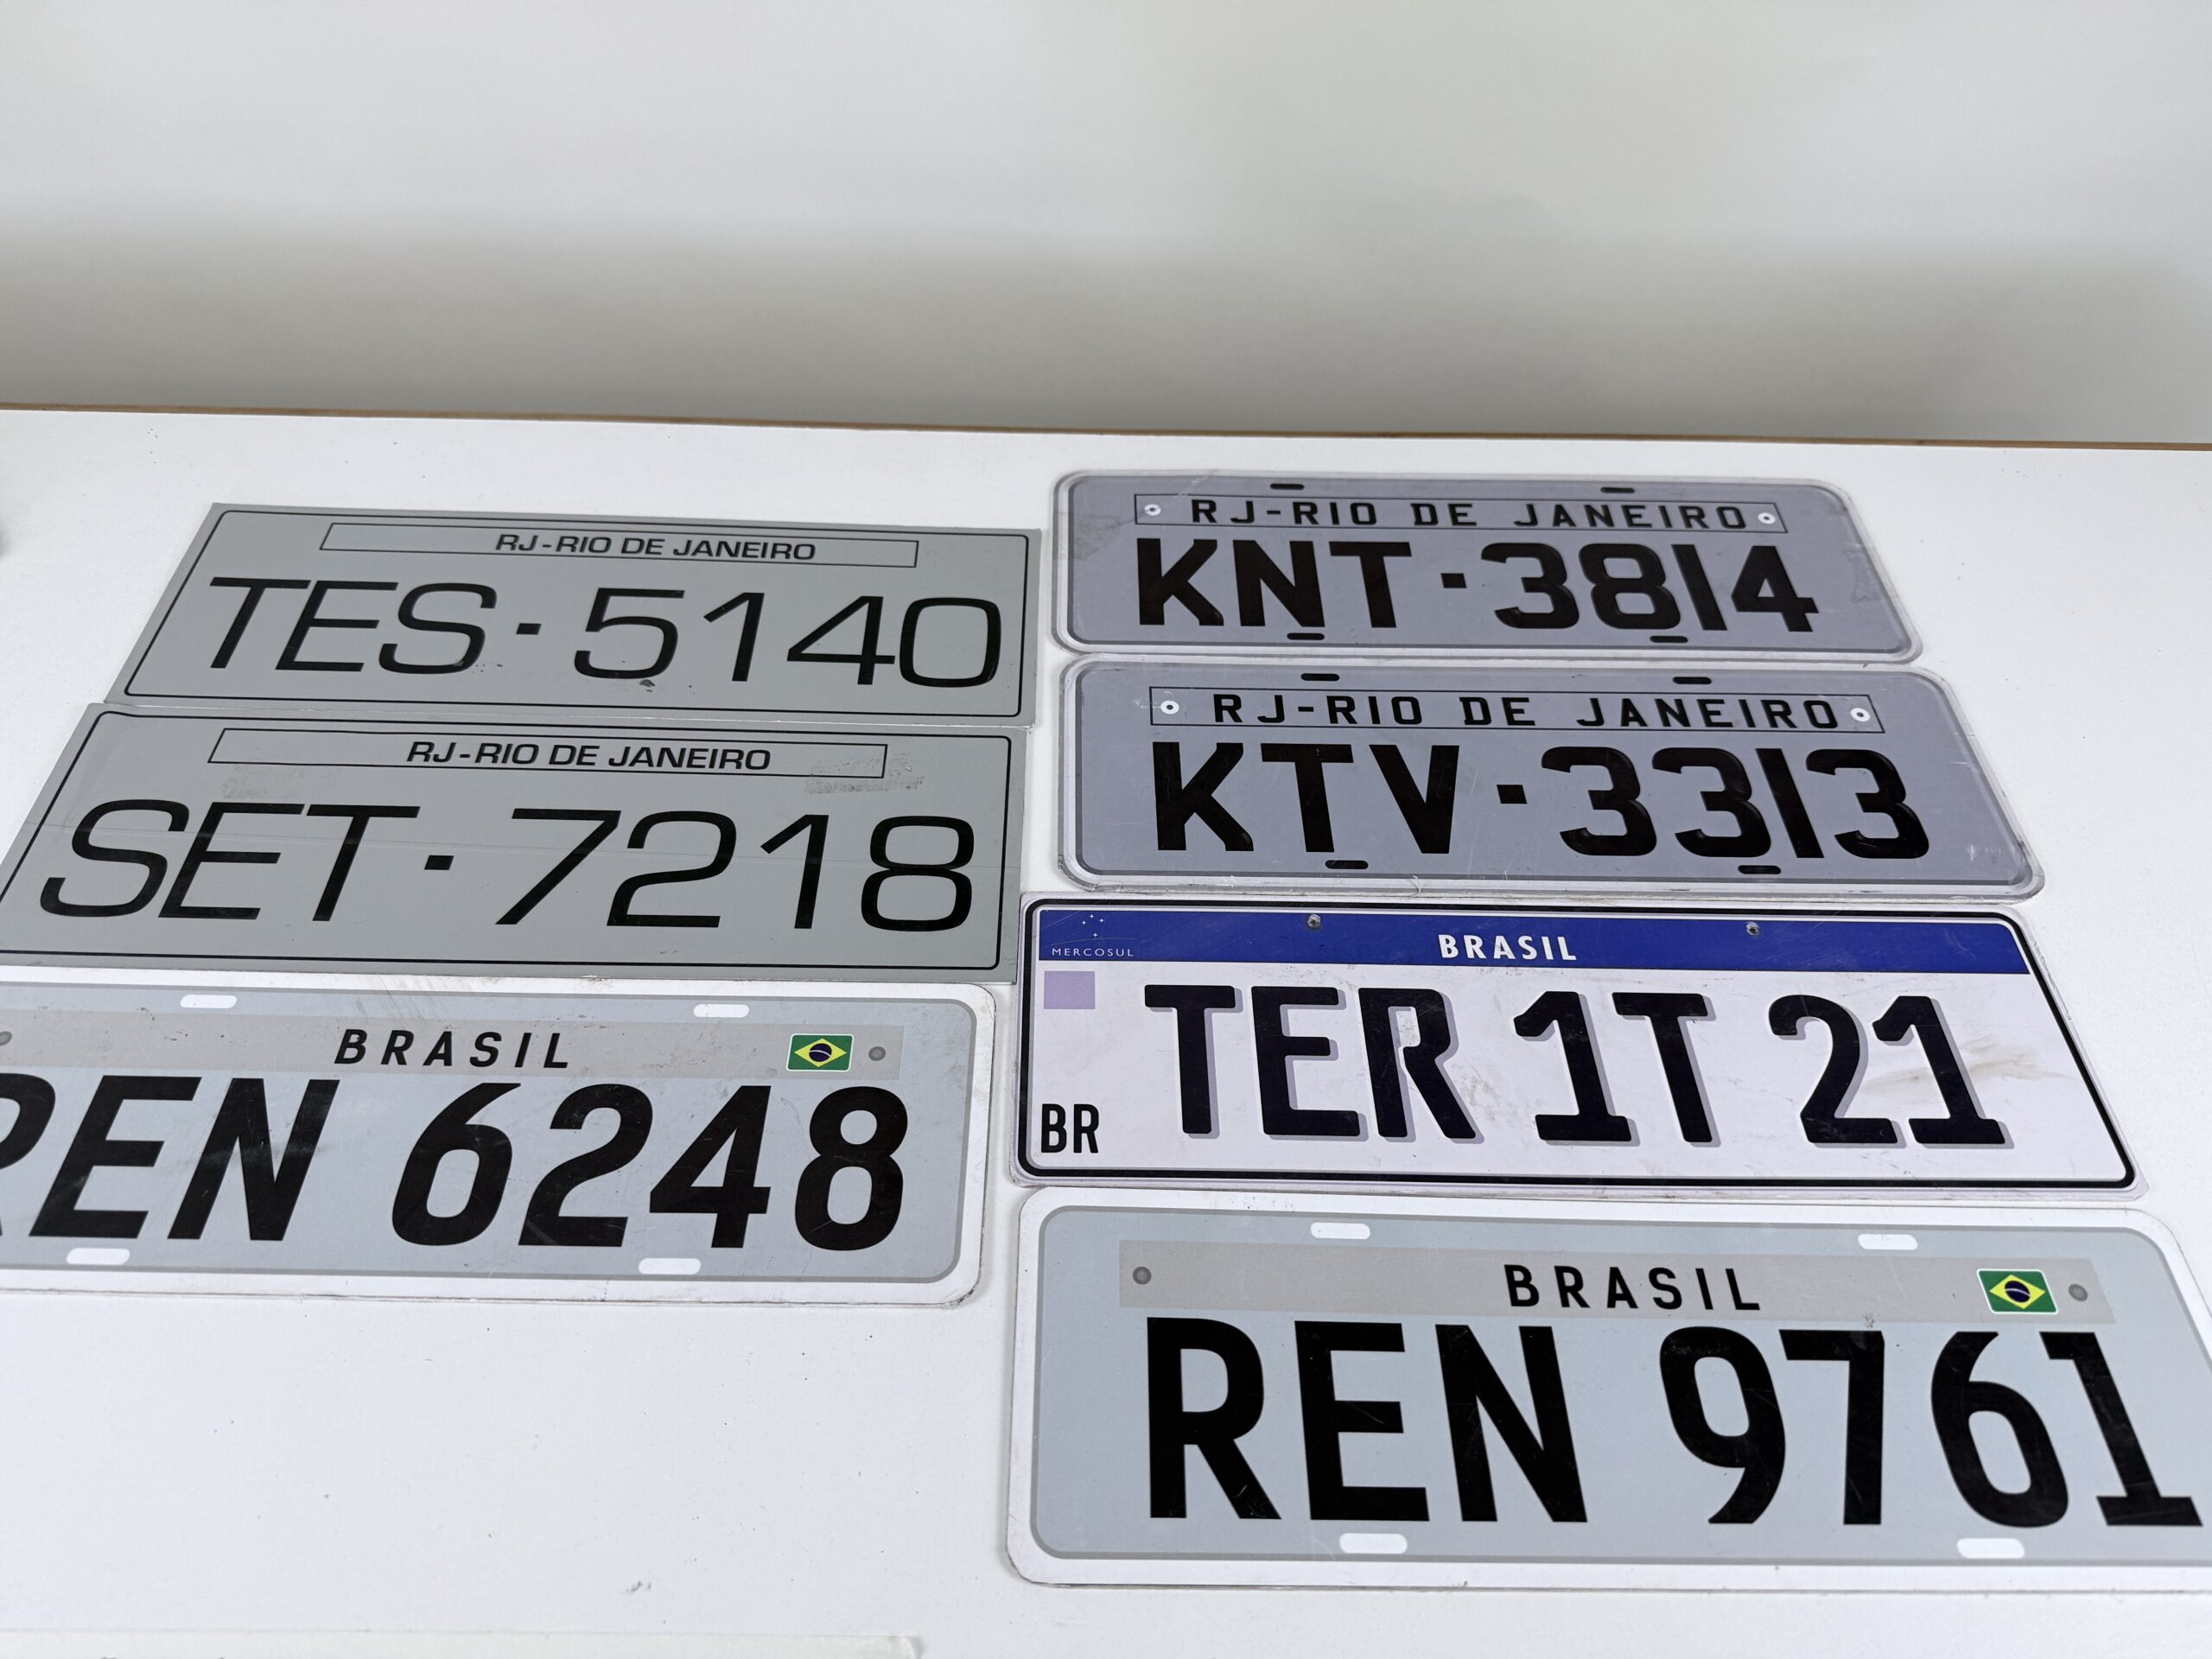 RJ-RIO DE JANEIRO
TES·5140
RJ-RIO DE JANEIRO
SET·7218
BRASIL
REN 6248
RJ-RIO DE JANEIRO
KNT·3814
RJ-RIO DE JANEIRO
KTV·3313
MERCOSUL BRASIL
TER 1T 21
BR
BRASIL
REN 9761